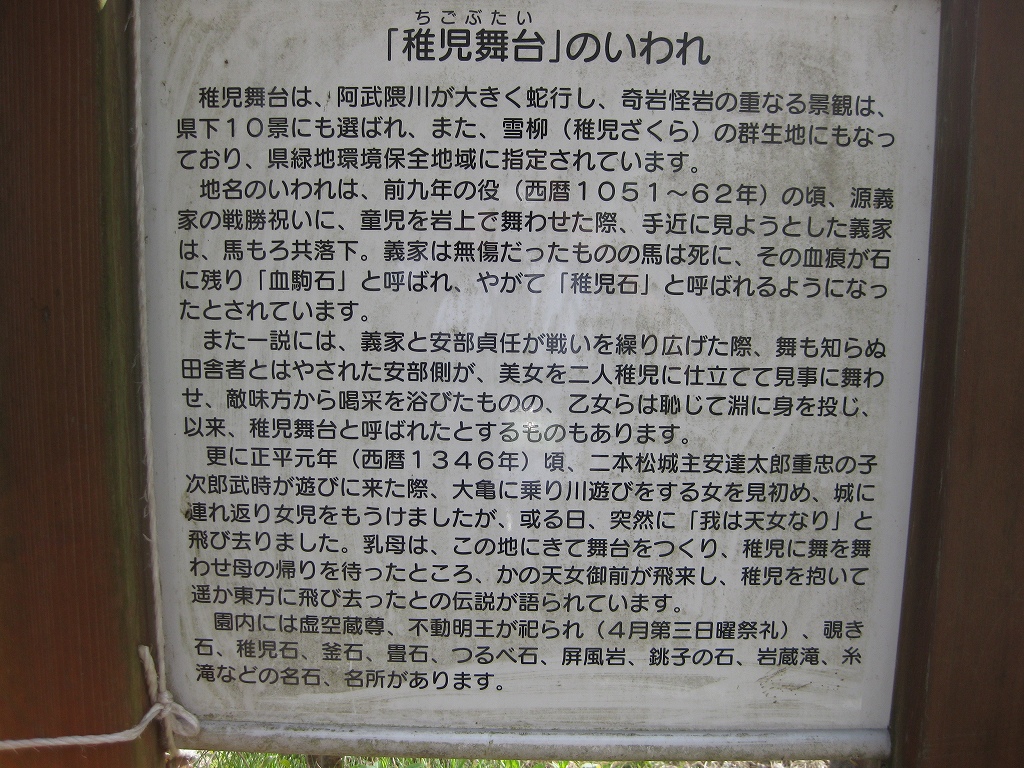 ちごぶたい
「稚児舞台」のいわれ
稚児舞台は、阿武隈川が大きく蛇行し、奇岩怪岩の重なる景観は、
県下10景にも選ばれ、また、雪柳（稚児ざくら）の群生地にもなっ
ており、県緑地環境保全地域に指定されています。
地名のいわれは、前九年の役（西暦1051～62年）の頃、源義
家の戦勝祝いに、童児を岩上で舞わせた際、手近に見ようとした義家
は、馬もろ共落下。義家は無傷だったものの馬は死に、その血痕が石
に残り「血駒石」と呼ばれ、やがて「稚児石」と呼ばれるようになっ
たとされています。
また一説には、義家と安部貞任が戦いを繰り広げた際、舞も知らぬ
田舎者とはやされた安部側が、美女を二人稚児に仕立てて見事に舞わ
せ、敵味方から喝采を浴びたものの、乙女らは恥じて淵に身を投じ、
以来、稚児舞台と呼ばれたとするものもあります。
更に正平元年（西暦1346年）頃、二本松城主安達太郎重忠の子
次郎武時が遊びに来た際、大亀に乗り川遊びをする女を見初め、城に
連れ返り女児をもうけましたが、或る日、突然に「我は天女なり」と
飛び去りました。乳母は、この地にきて舞台をつくり、稚児に舞を舞
わせ母の帰りを待ったところ、かの天女御前が飛来し、稚児を抱いて
遥か東方に飛び去ったとの伝説が語られています。
園内には虚空蔵尊、不動明王が祀られ（4月第三日曜祭礼）、覗き
石、稚児石、釜石、畳石、つるべ石、屏風岩、銚子の石、岩蔵滝、糸
滝などの名石、名所があります。